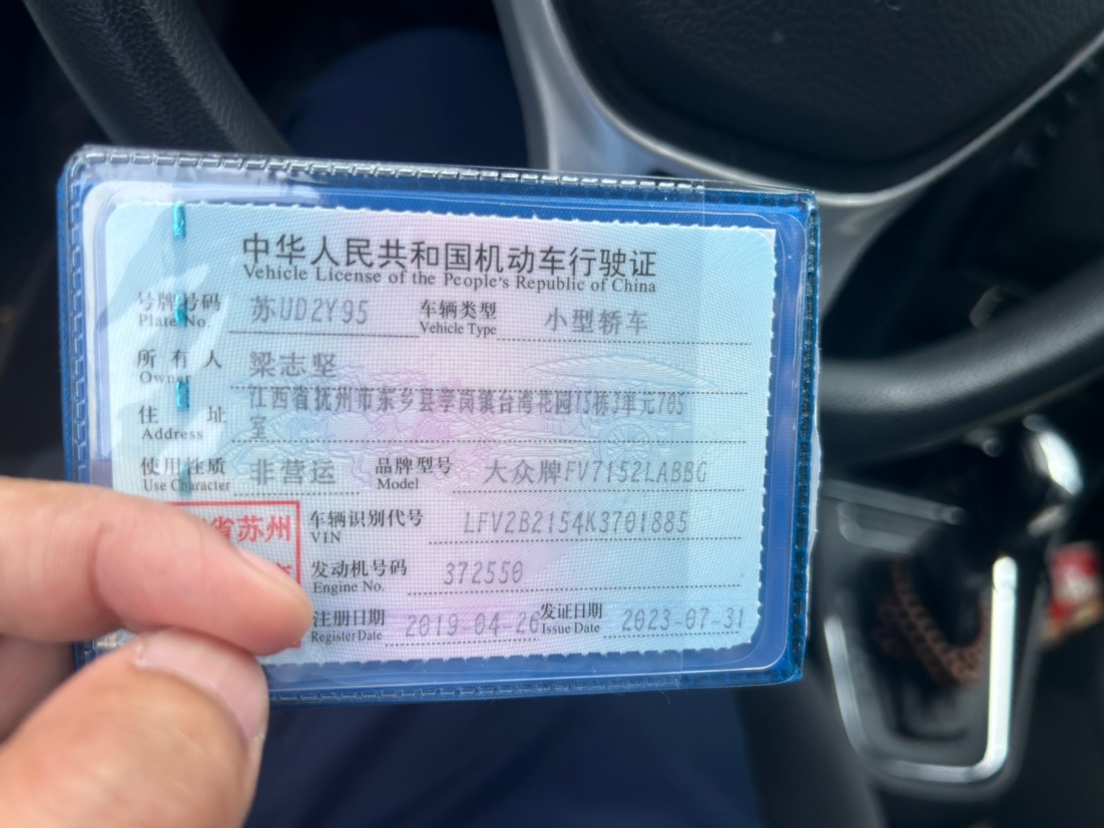 中华人民共和国机动车行驶证
Vehicle License of the People's Republic of China
号牌号码 苏UD2Y95 车辆类型 小型轿车
Plate No. Vehicle Type
所有人 梁志坚
Owner
住址 江西省抚州市东乡县孝岗镇台湾花园15栋3单元705
Address 室
使用性质 非营运 品牌型号 大众牌FV7152LABBG
Use Character Model
省苏州 车辆识别代号 LFV2B2154K3701885
VIN
发动机号码 372550
Engine No.
注册日期 2019-04-26 发证日期 2023-07-31
Register Date Issue Date